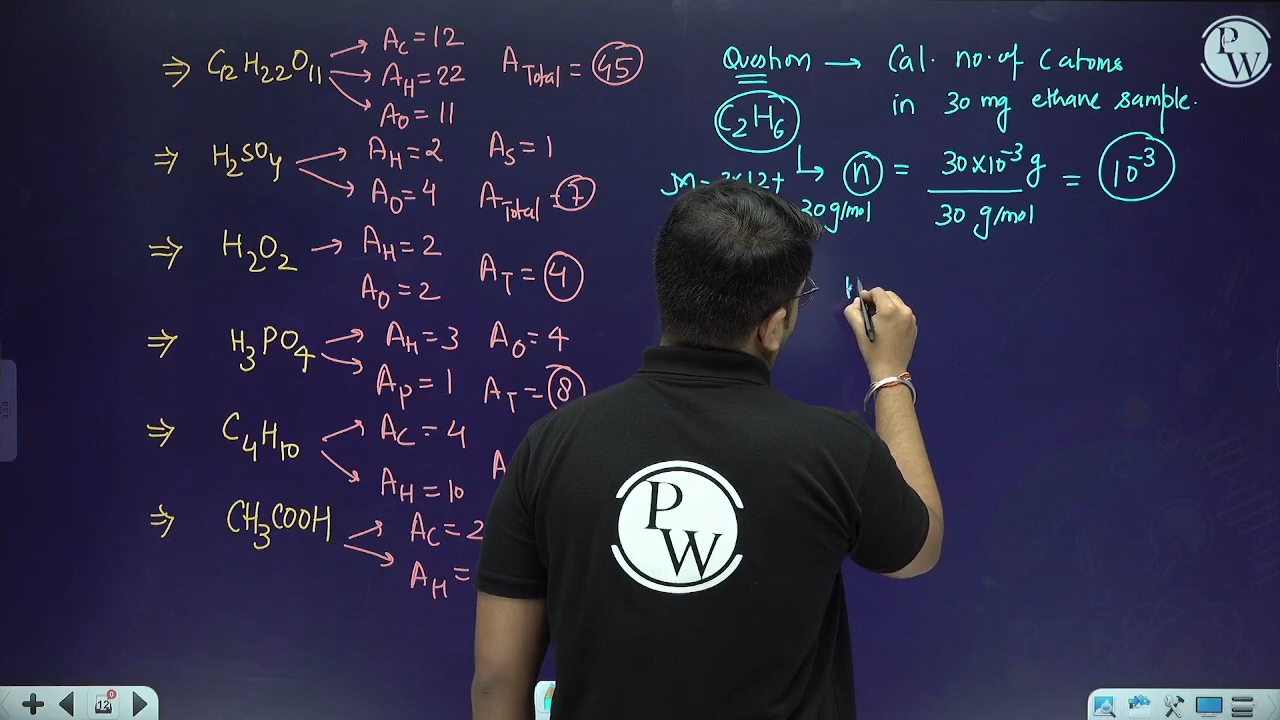 ⇒ C12H22O11 → AC = 12
AH = 22
AO = 11
ATotal = 45
⇒ H2SO4 → AH = 2 AS = 1
AO = 4 ATotal = 7
⇒ H2O2 → AH = 2
AO = 2
AT = 4
⇒ H3PO4 → AH = 3 AO = 4
AP = 1 AT = 8
⇒ C4H10 → AC = 4
AH = 10
⇒ CH3COOH → AC = 2
AH =
Question → Cal. no. of C atoms
in 30 mg ethane sample.
C2H6
n = 30×10-3 g / 30 g/mol = 10-3
30 g/mol
PW
PW
12